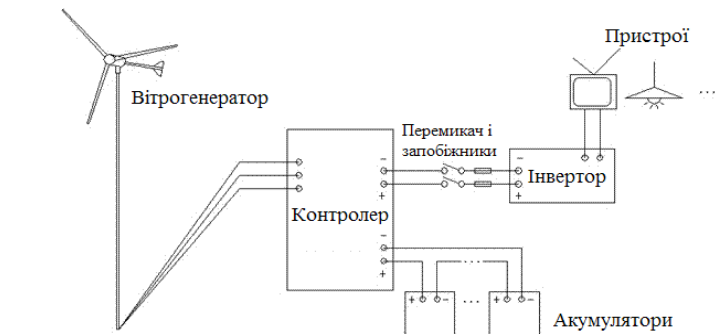 Пристрої
Вітрогенератор
...
Перемикач і
запобіжники
−
−
Інвертор
+
+
Контролер
−
+
...
+ − ... + −
Акумулятори